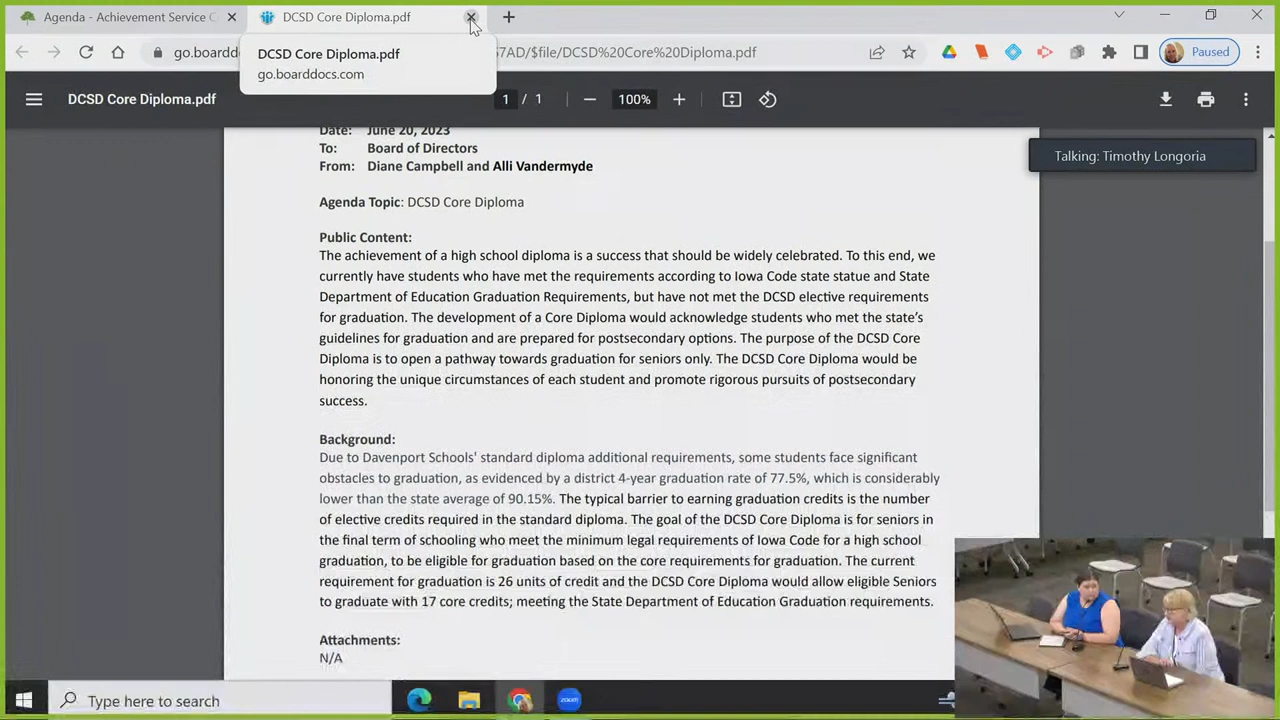 Agenda - Achievement Service C
DCSD Core Diploma.pdf
go.boardd
7AD/$file/DCSD%20Core%20Diploma.pdf
Paused
DCSD Core Diploma.pdf
go.boarddocs.com
DCSD Core Diploma.pdf
1 / 1
100%
Talking: Timothy Longoria
Date: June 20, 2023
To: Board of Directors
From: Diane Campbell and Alli Vandermyde
Agenda Topic: DCSD Core Diploma
Public Content:
The achievement of a high school diploma is a success that should be widely celebrated. To this end, we
currently have students who have met the requirements according to Iowa Code state statue and State
Department of Education Graduation Requirements, but have not met the DCSD elective requirements
for graduation. The development of a Core Diploma would acknowledge students who met the state's
guidelines for graduation and are prepared for postsecondary options. The purpose of the DCSD Core
Diploma is to open a pathway towards graduation for seniors only. The DCSD Core Diploma would be
honoring the unique circumstances of each student and promote rigorous pursuits of postsecondary
success.
Background:
Due to Davenport Schools' standard diploma additional requirements, some students face significant
obstacles to graduation, as evidenced by a district 4-year graduation rate of 77.5%, which is considerably
lower than the state average of 90.15%. The typical barrier to earning graduation credits is the number
of elective credits required in the standard diploma. The goal of the DCSD Core Diploma is for seniors in
the final term of schooling who meet the minimum legal requirements of Iowa Code for a high school
graduation, to be eligible for graduation based on the core requirements for graduation. The current
requirement for graduation is 26 units of credit and the DCSD Core Diploma would allow eligible Seniors
to graduate with 17 core credits; meeting the State Department of Education Graduation requirements.
Attachments:
N/A
Type here to search
zoom